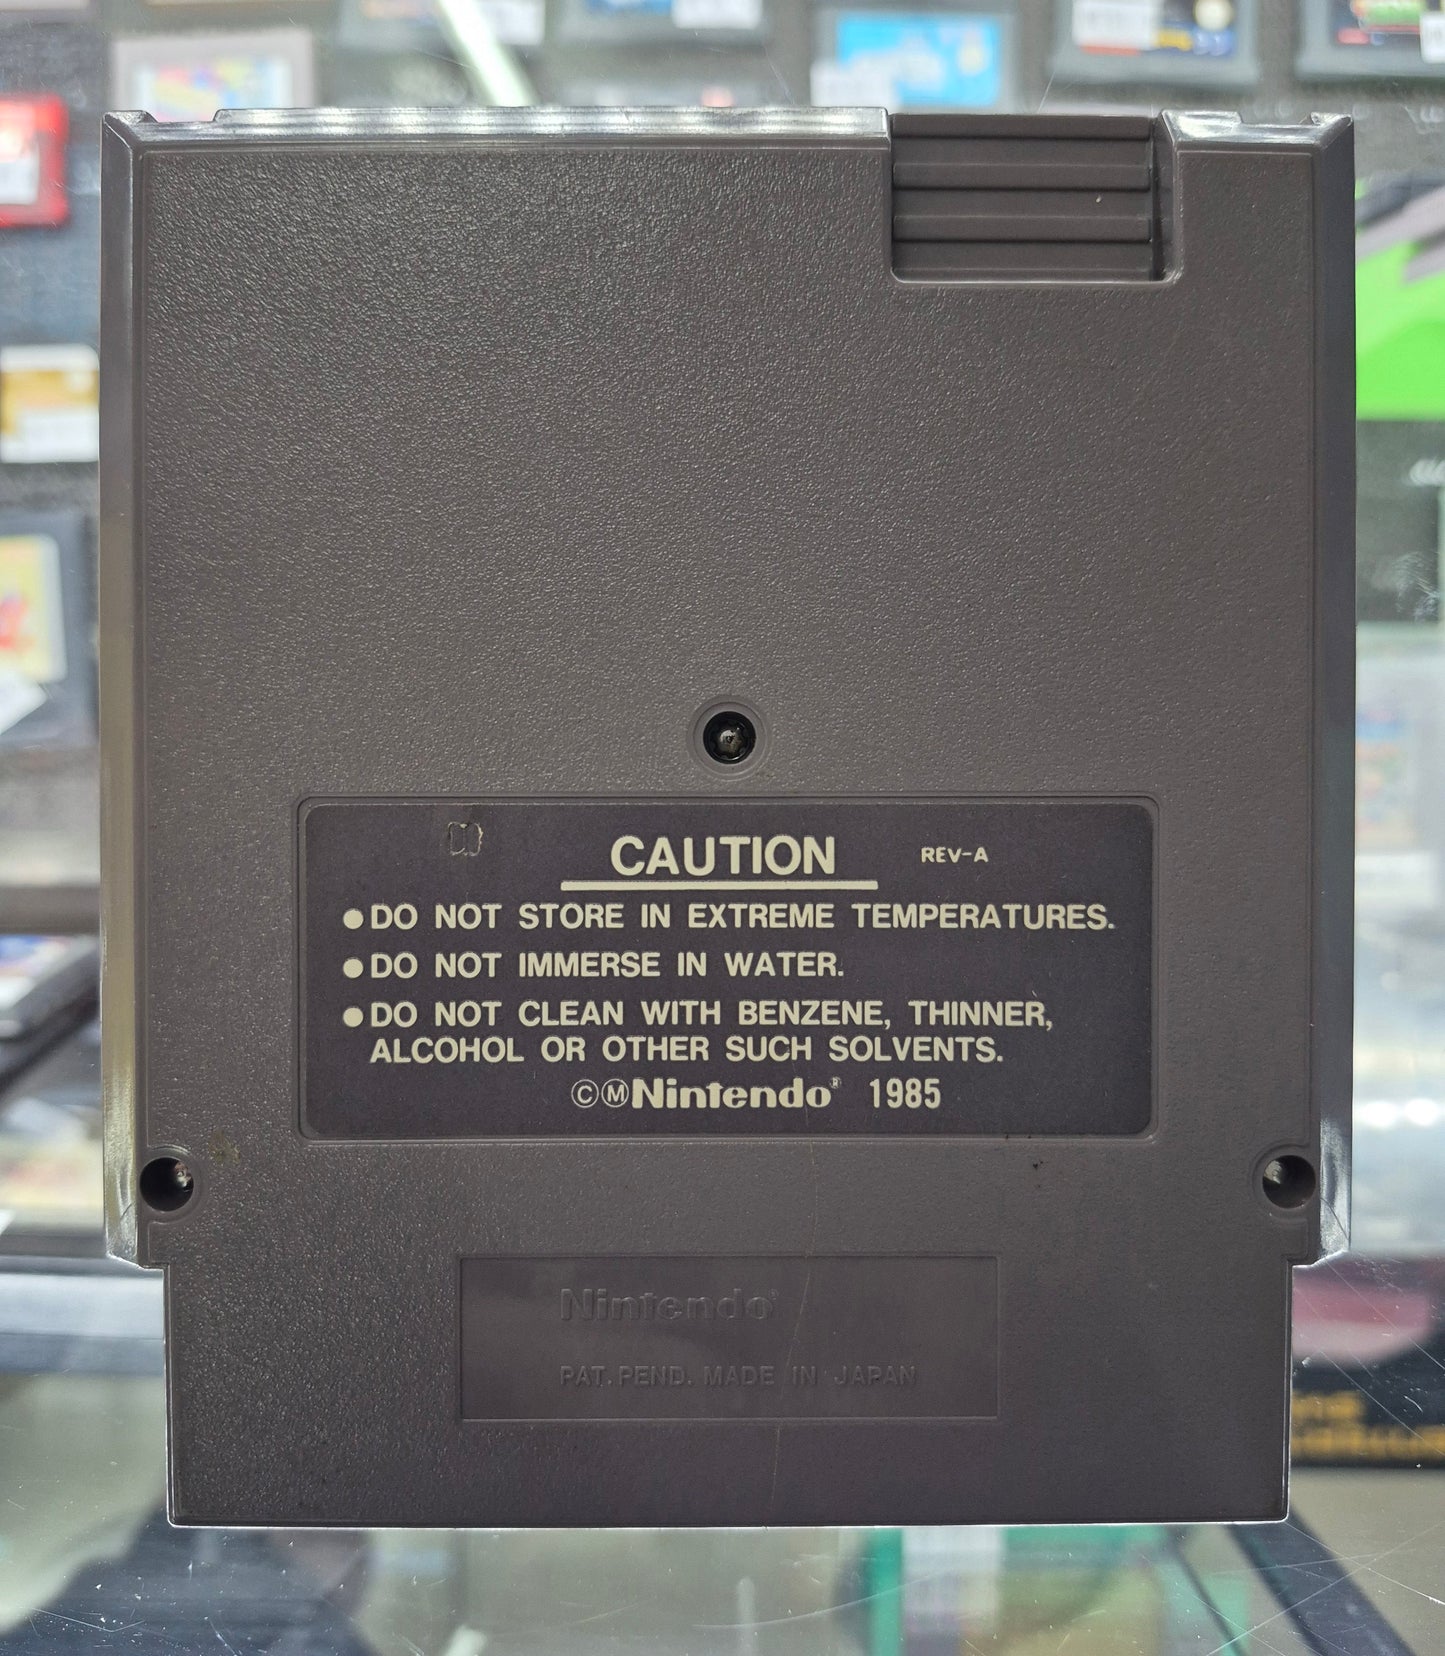 CAUTION REV-A
●DO NOT STORE IN EXTREME TEMPERATURES.
●DO NOT IMMERSE IN WATER.
●DO NOT CLEAN WITH BENZENE, THINNER,
ALCOHOL OR OTHER SUCH SOLVENTS.
ⒸⓂNintendo® 1985
Nintendo®
PAT. PEND. MADE IN JAPAN